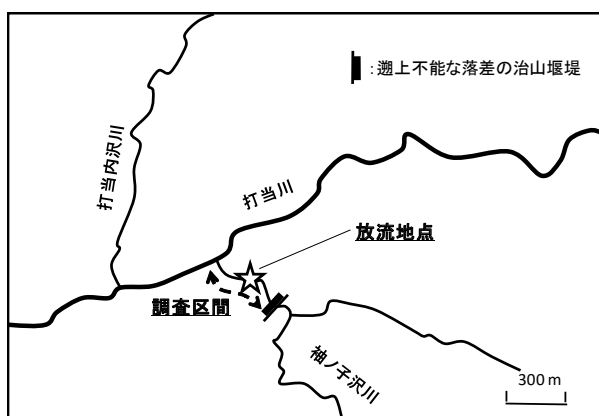 ：遡上不能な落差の治山堰堤
打当内沢川
打当川
放流地点
調査区間
袖ノ子沢川
300 m